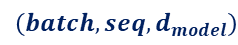 (batch, seq, d_model)